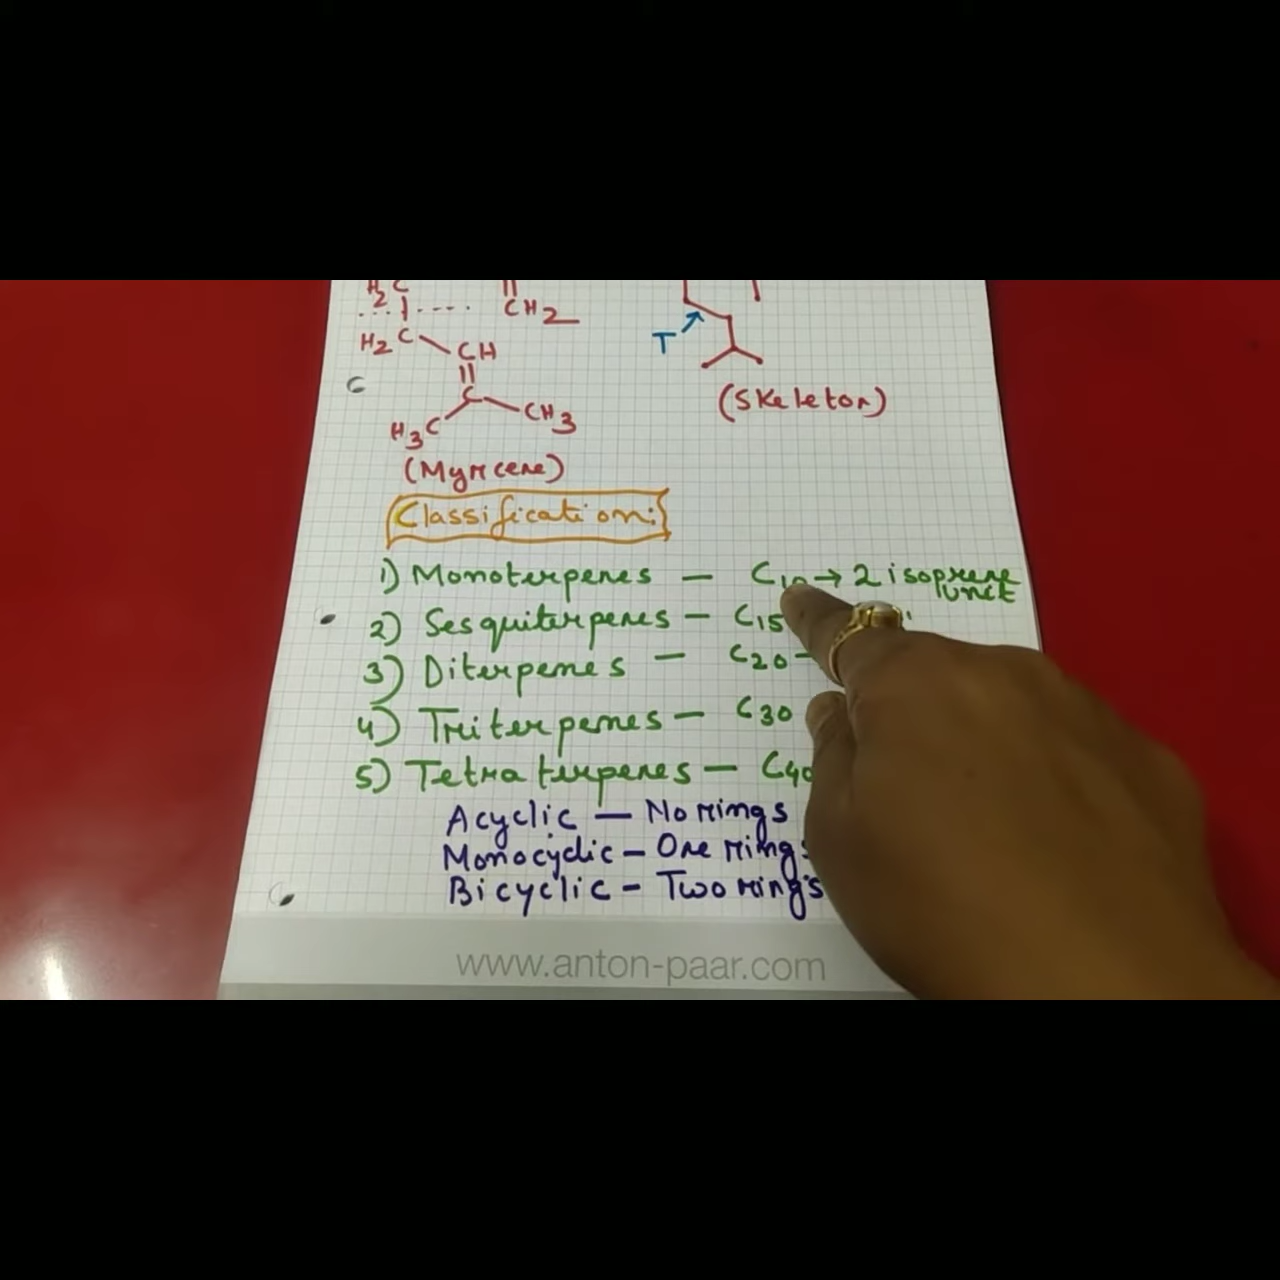 H2C
CH2
H2C CH
T
C
H3C CH3
(Skeleton)
(Myrcene)
Classification:
1) Monoterpenes — C10 → 2 isoprene
unit
2) Sesquiterpenes — C15
3) Diterpenes — C20 -
4) Triterpenes — C30
5) Tetraterpenes — C40
Acyclic — No rings
Monocyclic — One rings
Bicyclic - Two rings
www.anton-paar.com